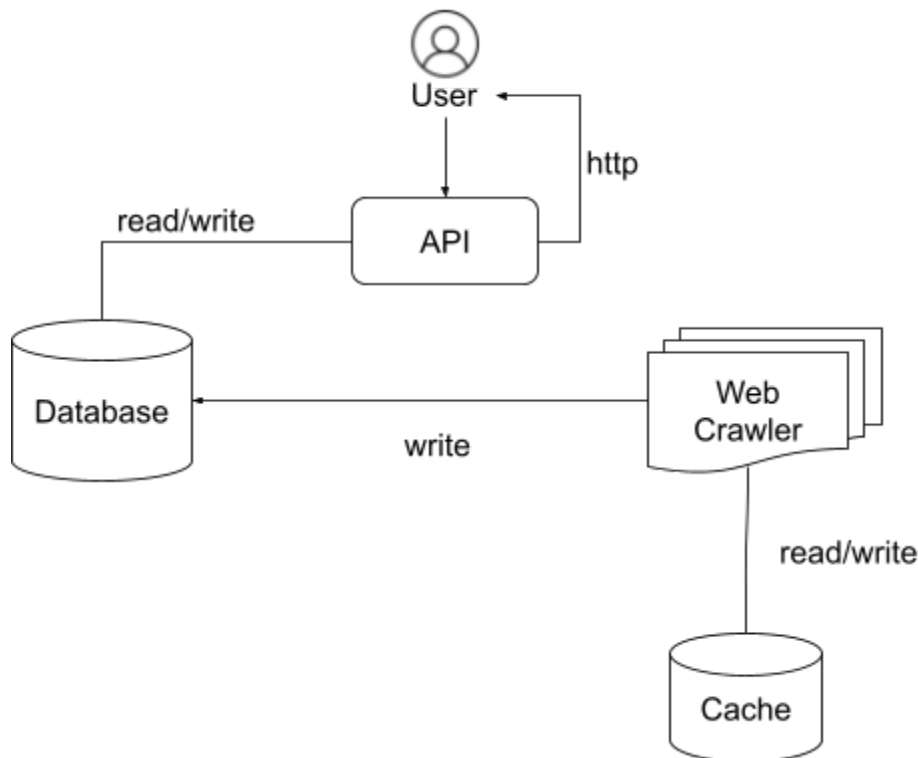 User
http
read/write
API
Database
Web
Crawler
write
read/write
Cache